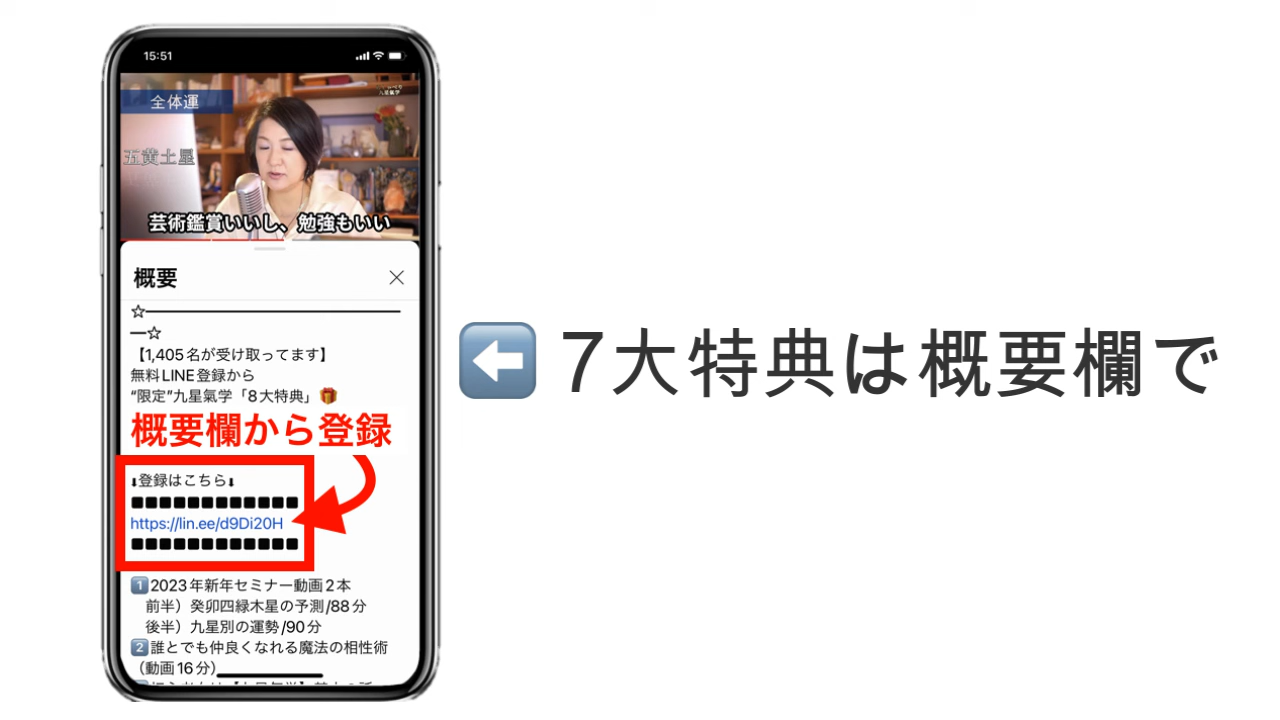 15:51
全体運
九星氣学
五黄土星
芸術鑑賞いいし、勉強もいい
概要
☆━━━━━━━━━━━━━━━━
━☆
【1,405名が受け取ってます】
無料LINE登録から
“限定”九星氣学「8大特典」🎁
概要欄から登録
⬇登録はこちら⬇
■■■■■■■■■■■■
https://lin.ee/d9Di20H
■■■■■■■■■■■■
1️⃣2023年新年セミナー動画2本
前半）癸卯四緑木星の予測/88分
後半）九星別の運勢/90分
2️⃣誰とでも仲良くなれる魔法の相性術
（動画16分）
⬅️ 7大特典は概要欄で